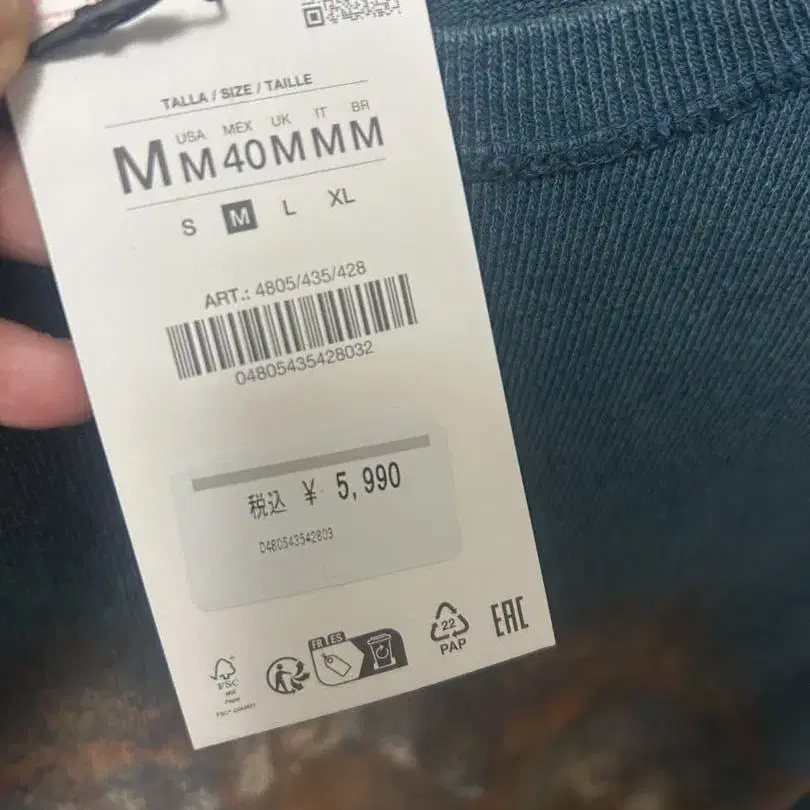 TALLA / SIZE / TAILLE
USA MEX UK IT BR
M M 40 M M M
S M L XL
ART.: 4805/435/428
04805435428032
税込 ¥ 5,990
0480543542803
FR ES
FSC
22
PAP
EAC